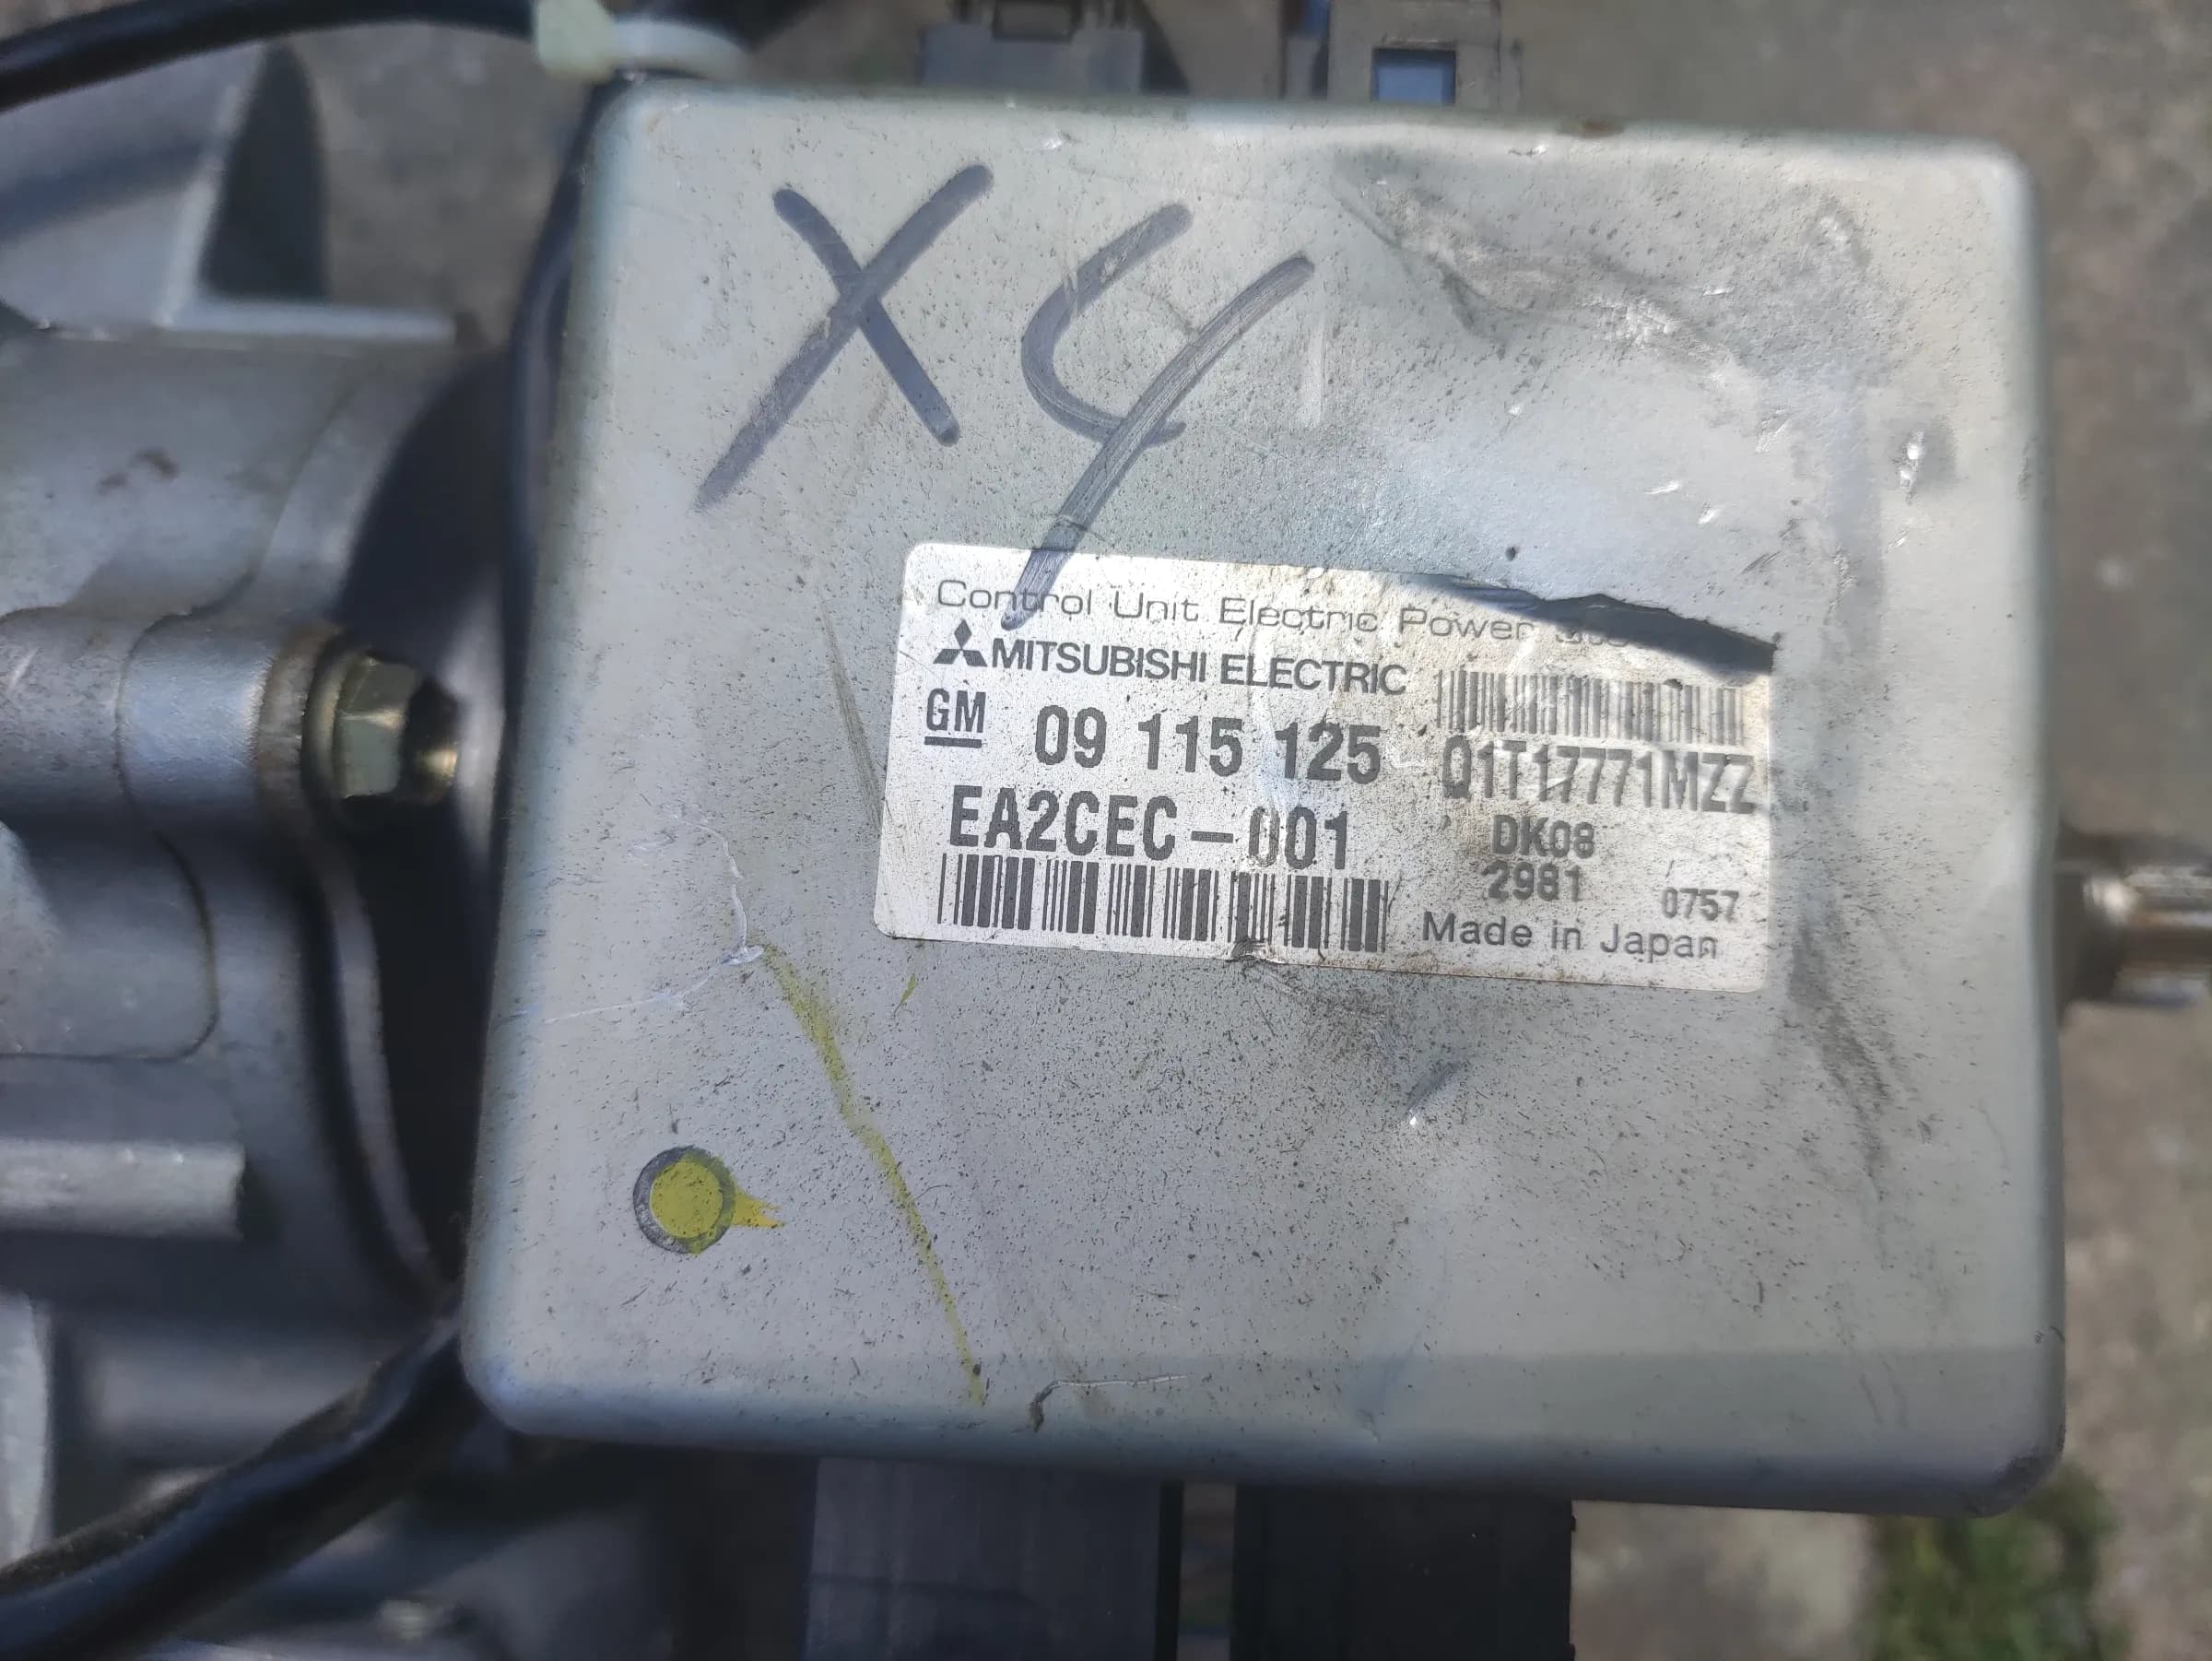 X4
Control Unit Electric Power
MITSUBISHI ELECTRIC
GM 09 115 125 Q1T17771MZZ
EA2CEC-001 DK08
2981 0757
Made in Japan